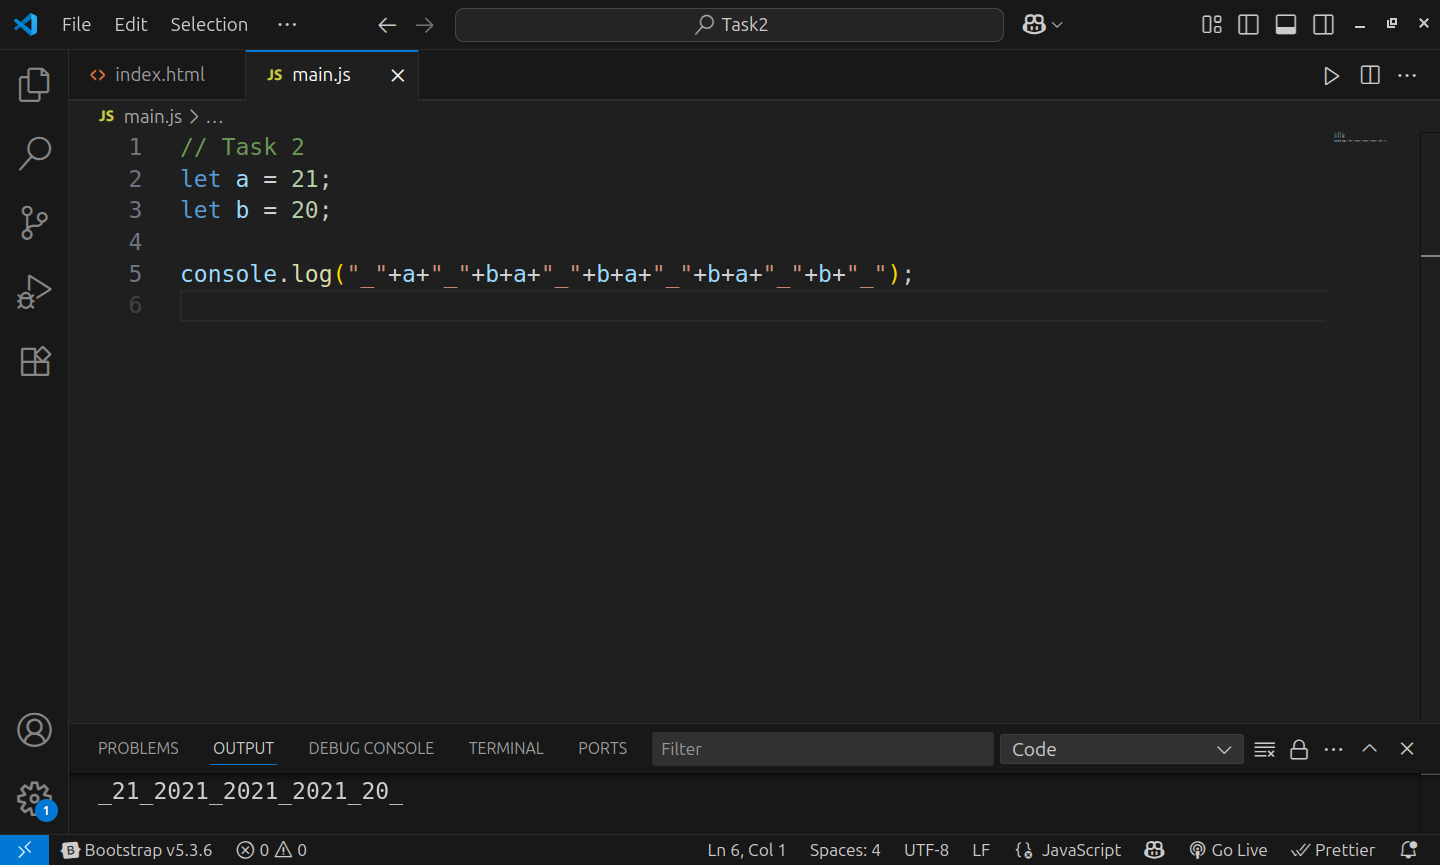 File Edit Selection ··· Task2
index.html JS main.js
JS main.js > ...
1 // Task 2
2 let a = 21;
3 let b = 20;
4
5 console.log("_"+a+"_"+b+a+"_"+b+a+"_"+b+a+"_"+b+"_");
6
PROBLEMS OUTPUT DEBUG CONSOLE TERMINAL PORTS Filter Code ···
_21_2021_2021_2021_20_
1
B Bootstrap v5.3.6 0 0 Ln 6, Col 1 Spaces: 4 UTF-8 LF {} JavaScript Go Live Prettier